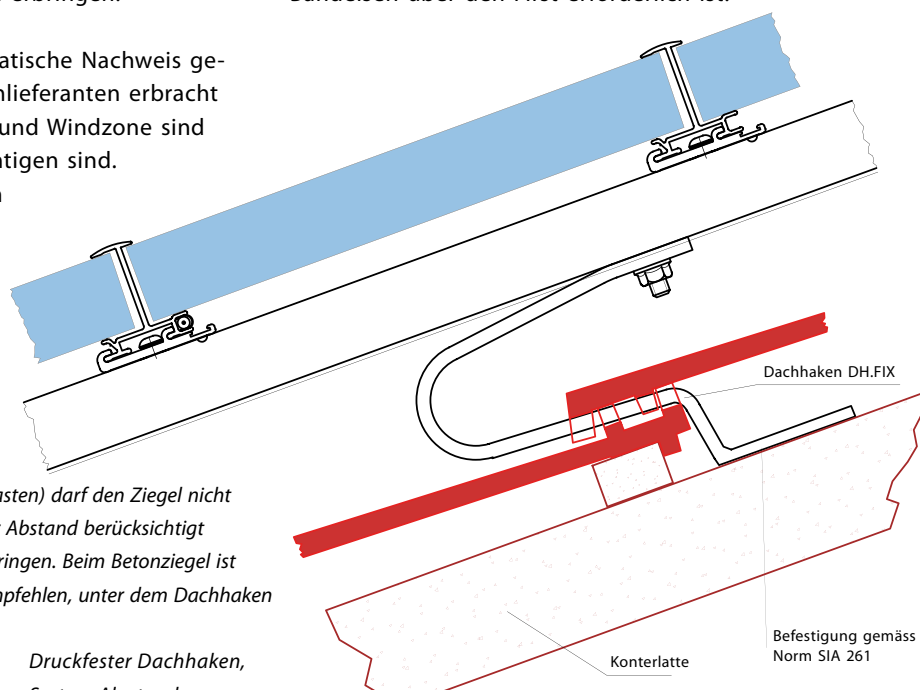 erbringen.
Bandeisen über den First erforderlich ist.
atische Nachweis ge-
nlieferanten erbracht
und Windzone sind
tigen sind.
Dachhaken DH.FIX
asten) darf den Ziegel nicht
Abstand berücksichtigt
ringen. Beim Betonziegel ist
npfehlen, unter dem Dachhaken
Druckfester Dachhaken,
Konterlatte
Befestigung gemäss
Norm SIA 261